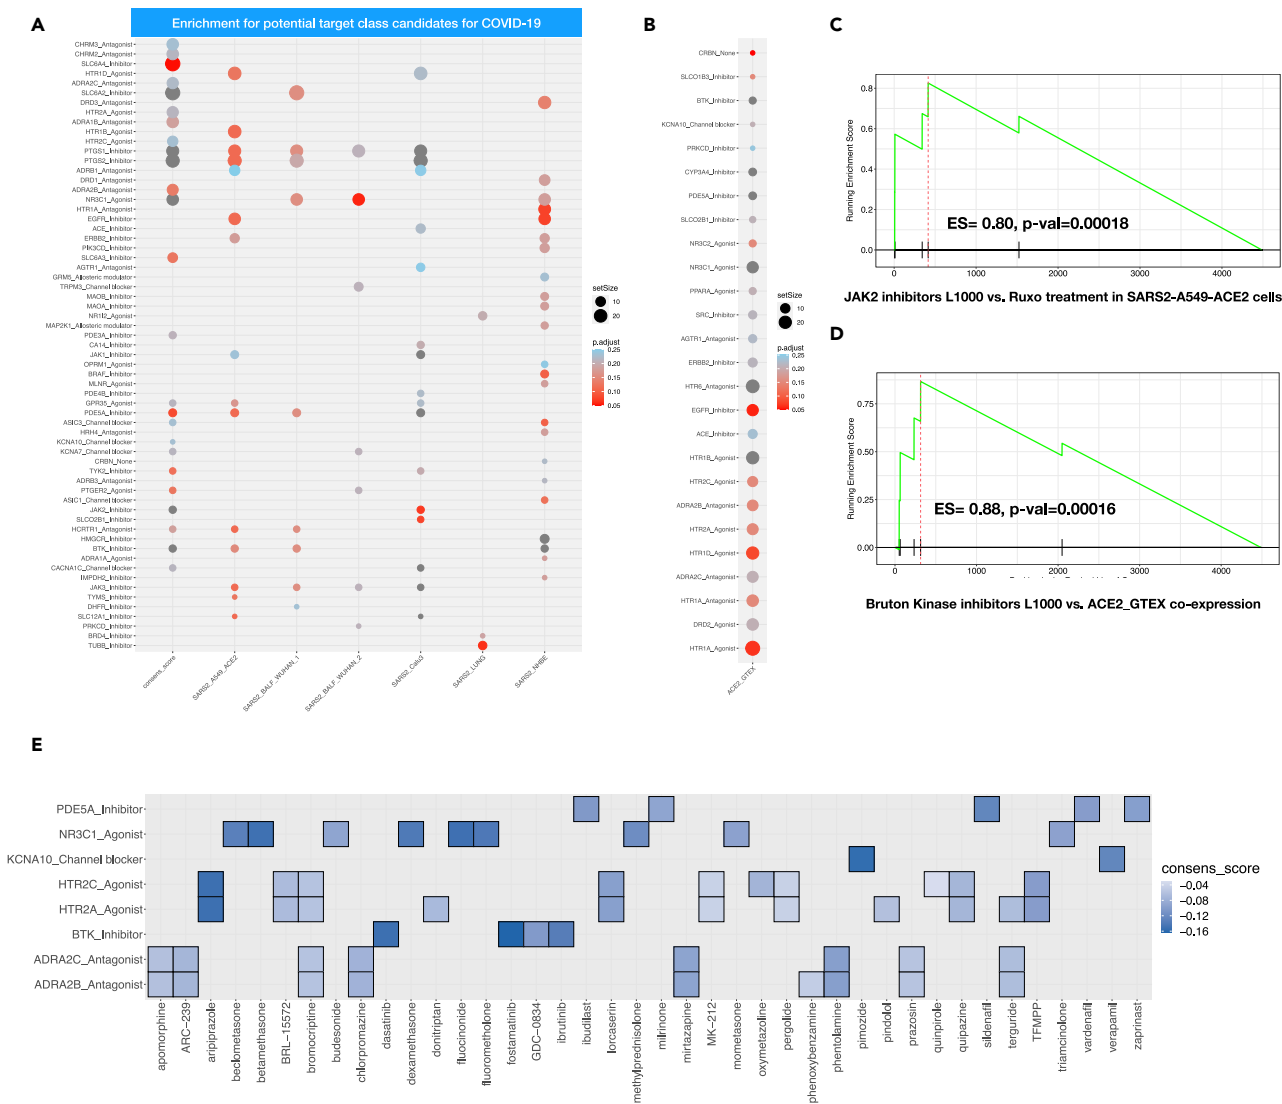 A
Enrichment for potential target class candidates for COVID-19
CHRM3_Antagonist
CHRM2_Antagonist
SLC6A4_Inhibitor
HTR1D_Agonist
ADRA2C_Antagonist
SLC6A2_Inhibitor
DRD3_Antagonist
HTR2A_Agonist
ADRA1B_Antagonist
HTR1B_Agonist
HTR2C_Agonist
PTGS1_Inhibitor
PTGS2_Inhibitor
ADRB1_Antagonist
DRD1_Antagonist
ADRA2B_Antagonist
NR3C1_Agonist
HTR1A_Antagonist
EGFR_Inhibitor
ACE_Inhibitor
ERBB2_Inhibitor
PIK3CD_Inhibitor
SLC6A3_Inhibitor
AGTR1_Antagonist
GRM5_Allosteric modulator
TRPM3_Channel blocker
MAOB_Inhibitor
MAOA_Inhibitor
NR1I2_Agonist
MAP2K1_Allosteric modulator
PDE3A_Inhibitor
CA14_Inhibitor
JAK1_Inhibitor
OPRM1_Agonist
BRAF_Inhibitor
MLNR_Agonist
PDE4B_Inhibitor
GPR35_Agonist
PDE5A_Inhibitor
ASIC3_Channel blocker
HRH4_Antagonist
KCNA10_Channel blocker
KCNA7_Channel blocker
CRBN_None
TYK2_Inhibitor
ADRB3_Antagonist
PTGER2_Agonist
ASIC1_Channel blocker
JAK2_Inhibitor
SLCO2B1_Inhibitor
HCRTR1_Antagonist
HMGCR_Inhibitor
BTK_Inhibitor
ADRA1A_Agonist
CACNA1C_Channel blocker
IMPDH2_Inhibitor
JAK3_Inhibitor
TYMS_Inhibitor
DHFR_Inhibitor
SLC12A1_Inhibitor
PRKCD_Inhibitor
BRD4_Inhibitor
TUBB_Inhibitor
consens_score
SARS2_A549_ACE2
SARS2_BALF_WUHAN_1
SARS2_BALF_WUHAN_2
SARS2_Calu3
SARS2_LUNG
SARS2_NHBE
setSize
10
20
p.adjust
0.25
0.20
0.15
0.10
0.05
B
CRBN_None
SLCO1B3_Inhibitor
BTK_Inhibitor
KCNA10_Channel blocker
PRKCD_Inhibitor
CYP3A4_Inhibitor
PDE5A_Inhibitor
SLCO2B1_Inhibitor
NR3C2_Agonist
NR3C1_Agonist
PPARA_Agonist
SRC_Inhibitor
AGTR1_Antagonist
ERBB2_Inhibitor
HTR6_Antagonist
EGFR_Inhibitor
ACE_Inhibitor
HTR1B_Agonist
HTR2C_Agonist
ADRA2B_Antagonist
HTR2A_Agonist
HTR1D_Agonist
ADRA2C_Antagonist
HTR1A_Antagonist
DRD2_Agonist
HTR1A_Agonist
ACE2_GTEX
setSize
10
20
p.adjust
0.25
0.20
0.15
0.10
0.05
C
Running Enrichment Score
0.8
0.6
0.4
0.2
0.0
ES= 0.80, p-val=0.00018
0
1000
2000
3000
4000
JAK2 inhibitors L1000 vs. Ruxo treatment in SARS2-A549-ACE2 cells
D
Running Enrichment Score
0.75
0.50
0.25
0.00
ES= 0.88, p-val=0.00016
0
1000
2000
3000
4000
Bruton Kinase inhibitors L1000 vs. ACE2_GTEX co-expression
E
PDE5A_Inhibitor
NR3C1_Agonist
KCNA10_Channel blocker
HTR2C_Agonist
HTR2A_Agonist
BTK_Inhibitor
ADRA2C_Antagonist
ADRA2B_Antagonist
apomorphine
ARC-239
aripiprazole
beclometasone
betamethasone
BRL-15572
bromocriptine
budesonide
chlorpromazine
dasatinib
dexamethasone
donitriptan
fluocinonide
fluorometholone
fostamatinib
GDC-0834
ibrutinib
ibudilast
lorcaserin
methylprednisolone
milrinone
mirtazapine
MK-212
mometasone
oxymetazoline
pergolide
phenoxybenzamine
phentolamine
pimozide
pindolol
prazosin
quinpirole
quipazine
sildenafil
terguride
TFMPP
triamcinolone
vardenafil
verapamil
zaprinast
consens_score
-0.04
-0.08
-0.12
-0.16